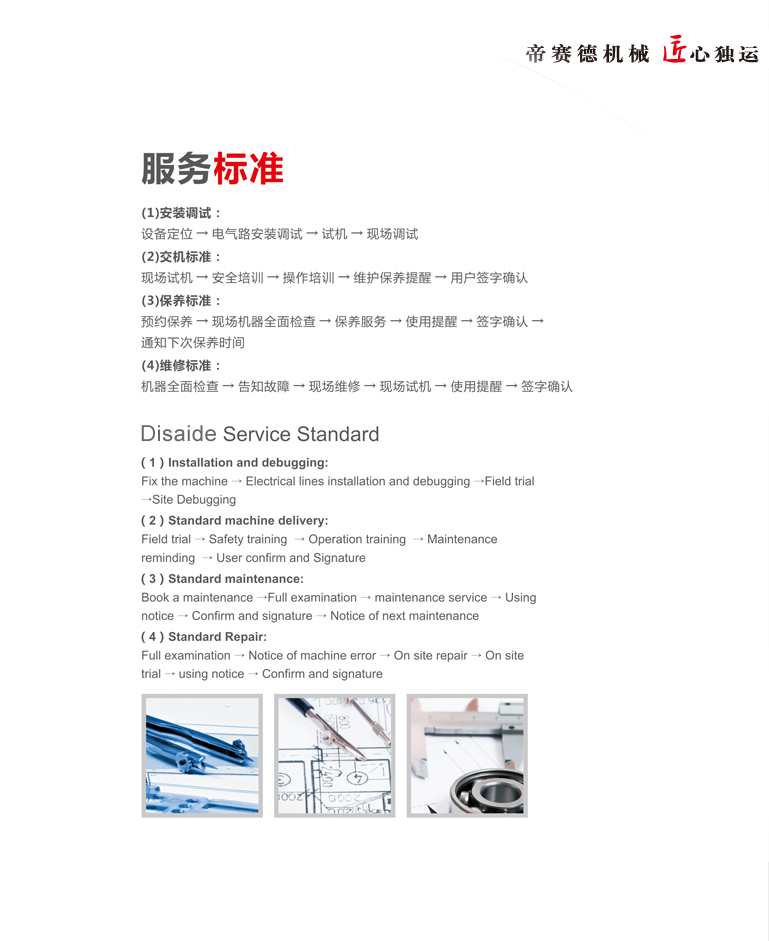 帝赛德机械 匠心独运
服务标准
(1)安装调试：
设备定位 → 电气路安装调试 → 试机 → 现场调试
(2)交机标准：
现场试机 → 安全培训 → 操作培训 → 维护保养提醒 → 用户签字确认
(3)保养标准：
预约保养 → 现场机器全面检查 → 保养服务 → 使用提醒 → 签字确认 →
通知下次保养时间
(4)维修标准：
机器全面检查 → 告知故障 → 现场维修 → 现场试机 → 使用提醒 → 签字确认
Disaide Service Standard
( 1 ) Installation and debugging:
Fix the machine → Electrical lines installation and debugging →Field trial
→Site Debugging
( 2 ) Standard machine delivery:
Field trial → Safety training → Operation training → Maintenance
reminding → User confirm and Signature
( 3 ) Standard maintenance:
Book a maintenance →Full examination → maintenance service → Using
notice → Confirm and signature → Notice of next maintenance
( 4 ) Standard Repair:
Full examination → Notice of machine error → On site repair → On site
trial → using notice → Confirm and signature